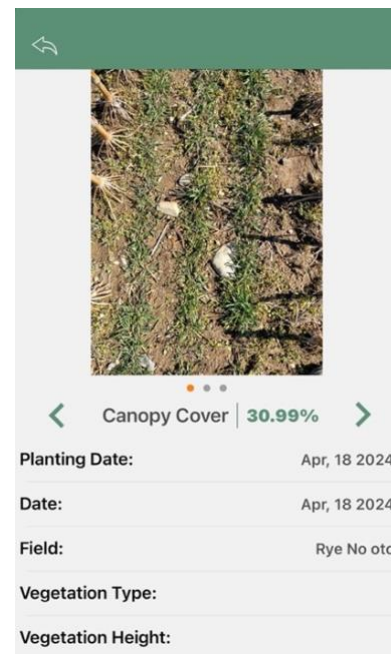 Canopy Cover | 30.99%
Planting Date: Apr, 18 2024
Date: Apr, 18 2024
Field: Rye No oto
Vegetation Type:
Vegetation Height: